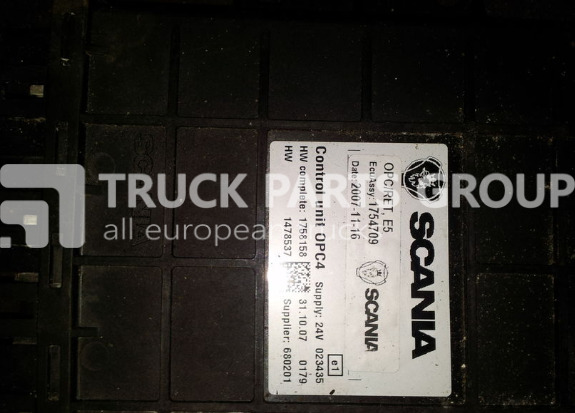 SCANIA
OPC/RET, E5
Ecu Assy: 1754709
Date: 2007-11-16
SCANIA
Control unit OPC4 Supply: 24V 023435
e1
HW complete: 1758158 31.10.07 0179
HW 1478537 Supplier: 680201
TRUCK PARTS GROUP
all european